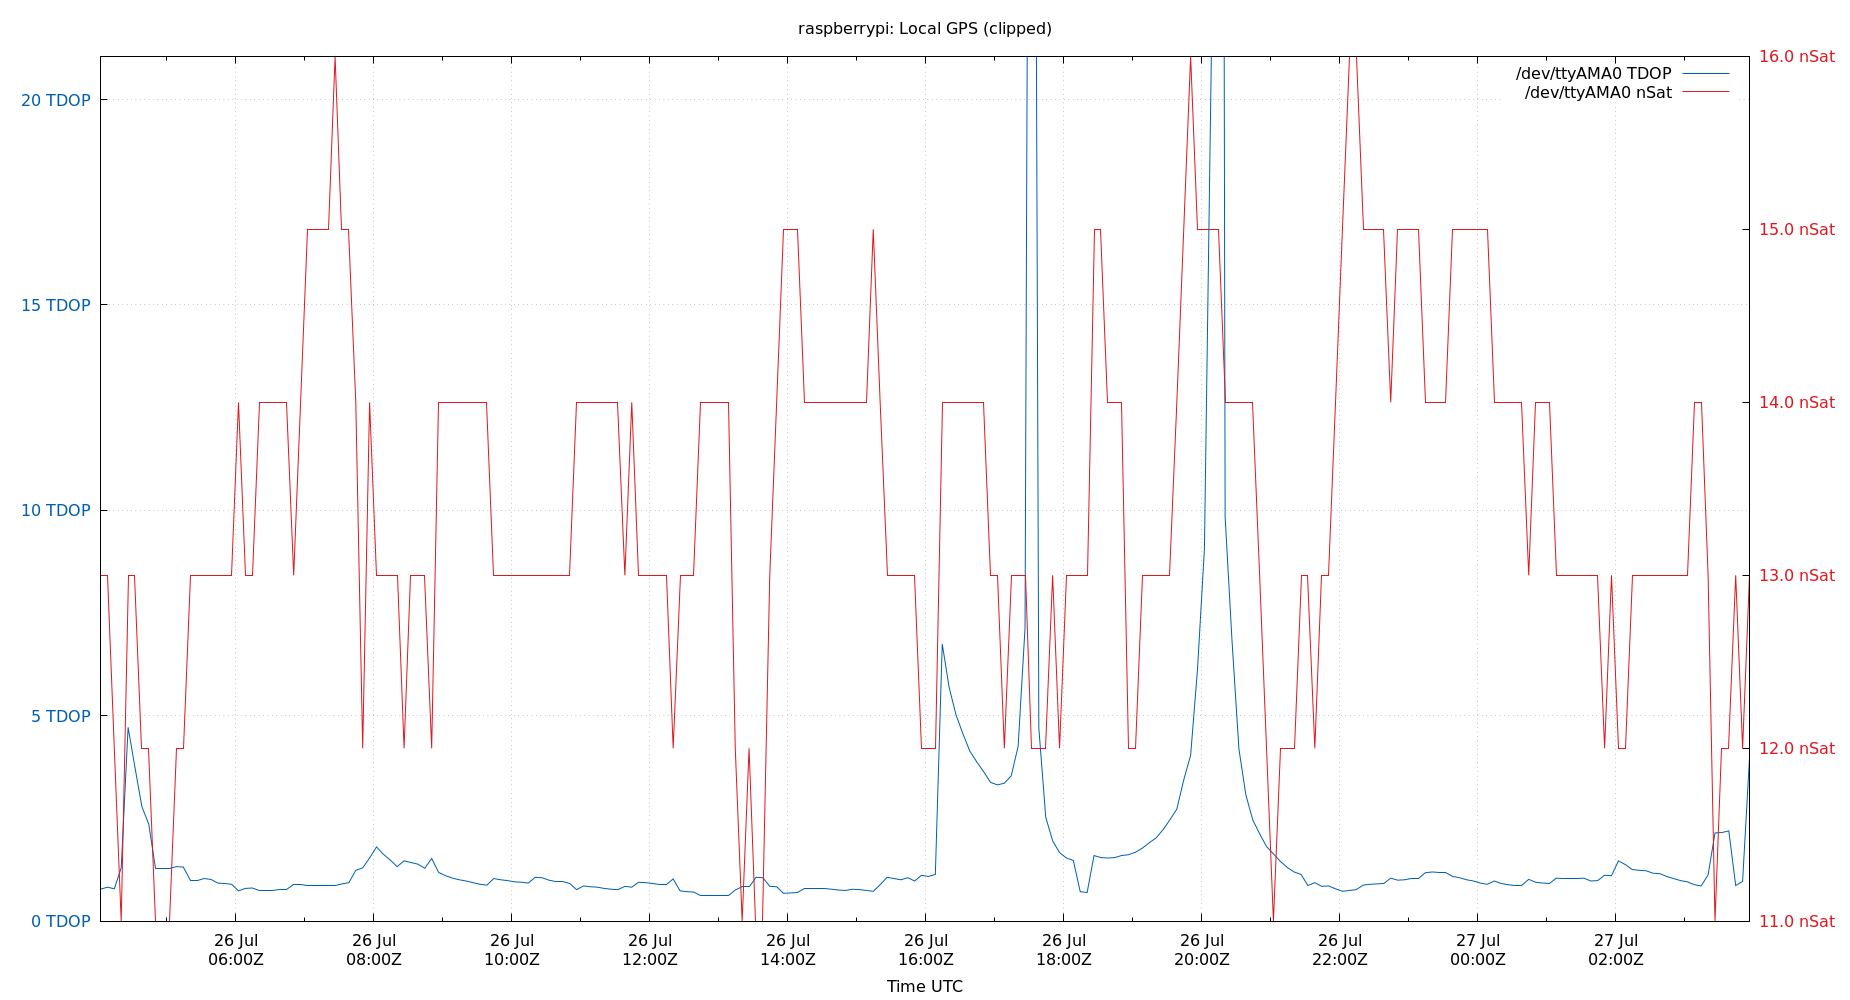 raspberrypi: Local GPS (clipped)
16.0 nSat
/dev/ttyAMA0 TDOP
/dev/ttyAMA0 nSat
20 TDOP
15.0 nSat
15 TDOP
14.0 nSat
10 TDOP
13.0 nSat
5 TDOP
12.0 nSat
0 TDOP
11.0 nSat
26 Jul
06:00Z
26 Jul
08:00Z
26 Jul
10:00Z
26 Jul
12:00Z
26 Jul
14:00Z
26 Jul
16:00Z
26 Jul
18:00Z
26 Jul
20:00Z
26 Jul
22:00Z
27 Jul
00:00Z
27 Jul
02:00Z
Time UTC